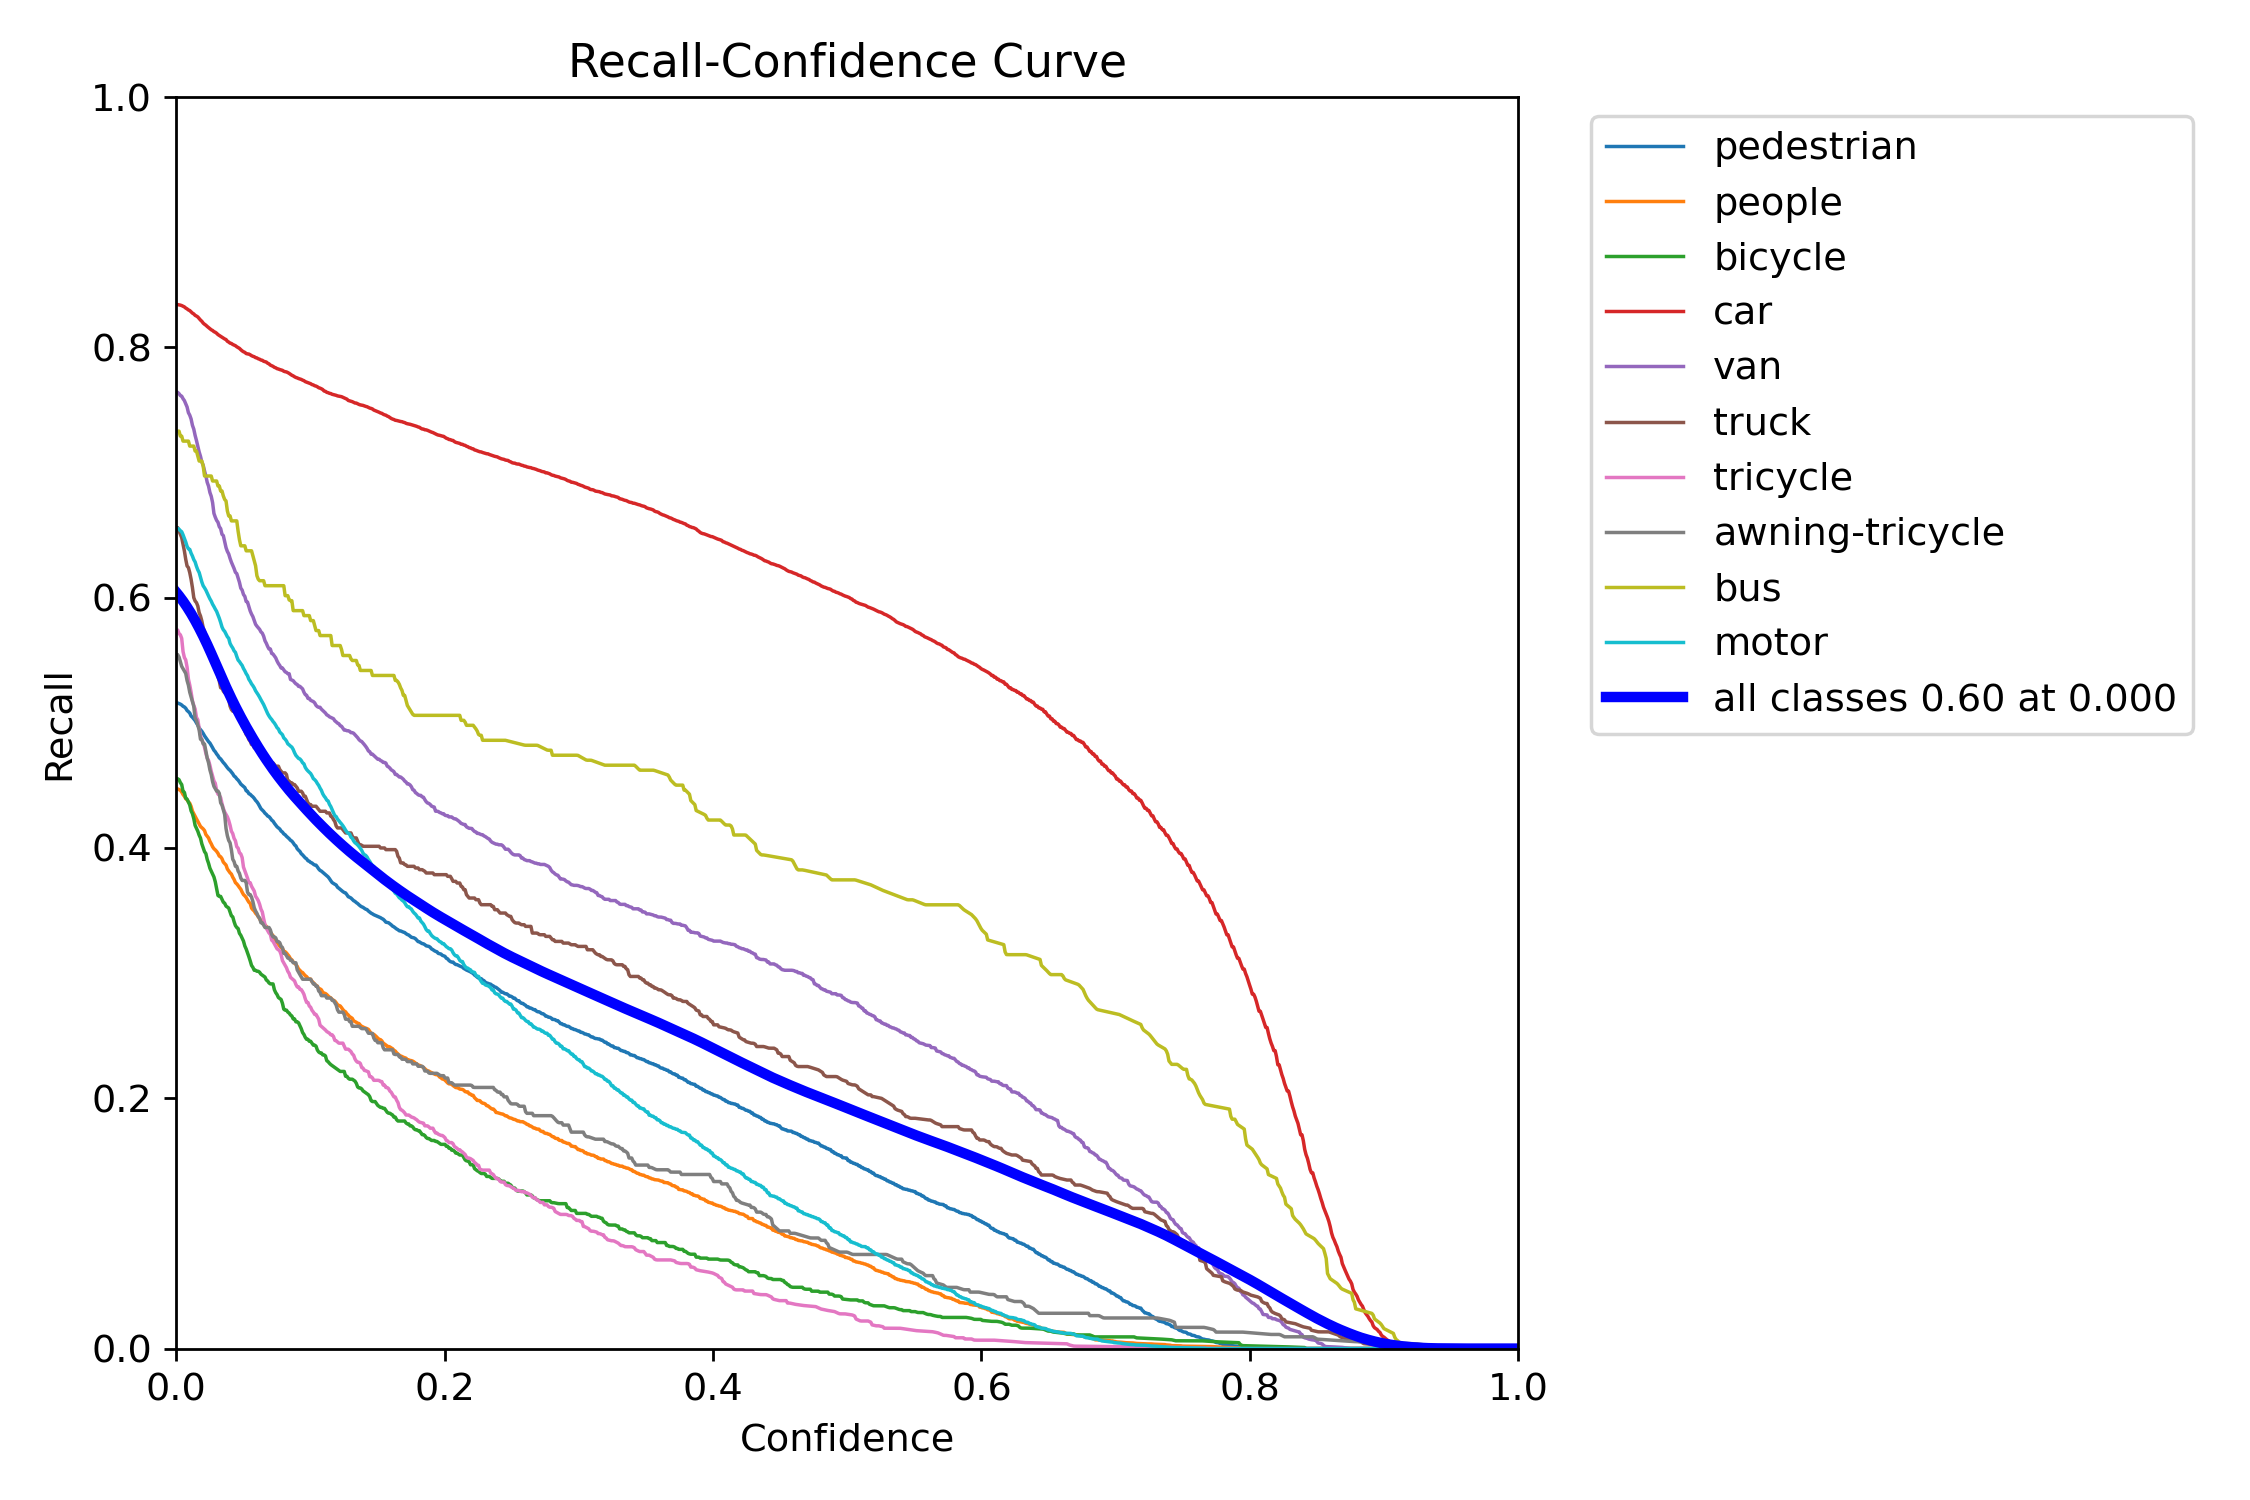 Recall-Confidence Curve
1.0
0.8
0.6
0.4
0.2
0.0
Recall
0.0 0.2 0.4 0.6 0.8 1.0
Confidence
pedestrian
people
bicycle
car
van
truck
tricycle
awning-tricycle
bus
motor
all classes 0.60 at 0.000